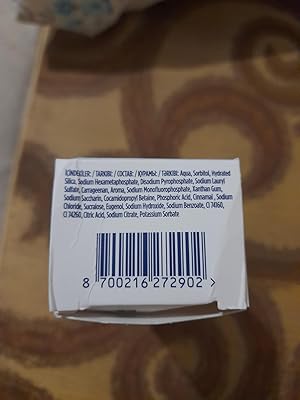 İÇİNDEKİLER: / TARKIBI: / СОСТАВ: / ҚҰРАМЫ: / TƏRKİBİ: Aqua, Sorbitol, Hydrated
Silica, Sodium Hexametaphosphate, Disodium Pyrophosphate, Sodium Lauryl
Sulfate, Carrageenan, Aroma, Sodium Monofluorophosphate, Xanthan Gum,
Sodium Saccharin, Cocamidopropyl Betaine, Phosphoric Acid, Cinnamal, Sodium
Chloride, Sucralose, Eugenol, Sodium Hydroxide, Sodium Benzoate, CI 74160,
CI 74260, Citric Acid, Sodium Citrate, Potassium Sorbate
8 700216 272902 >